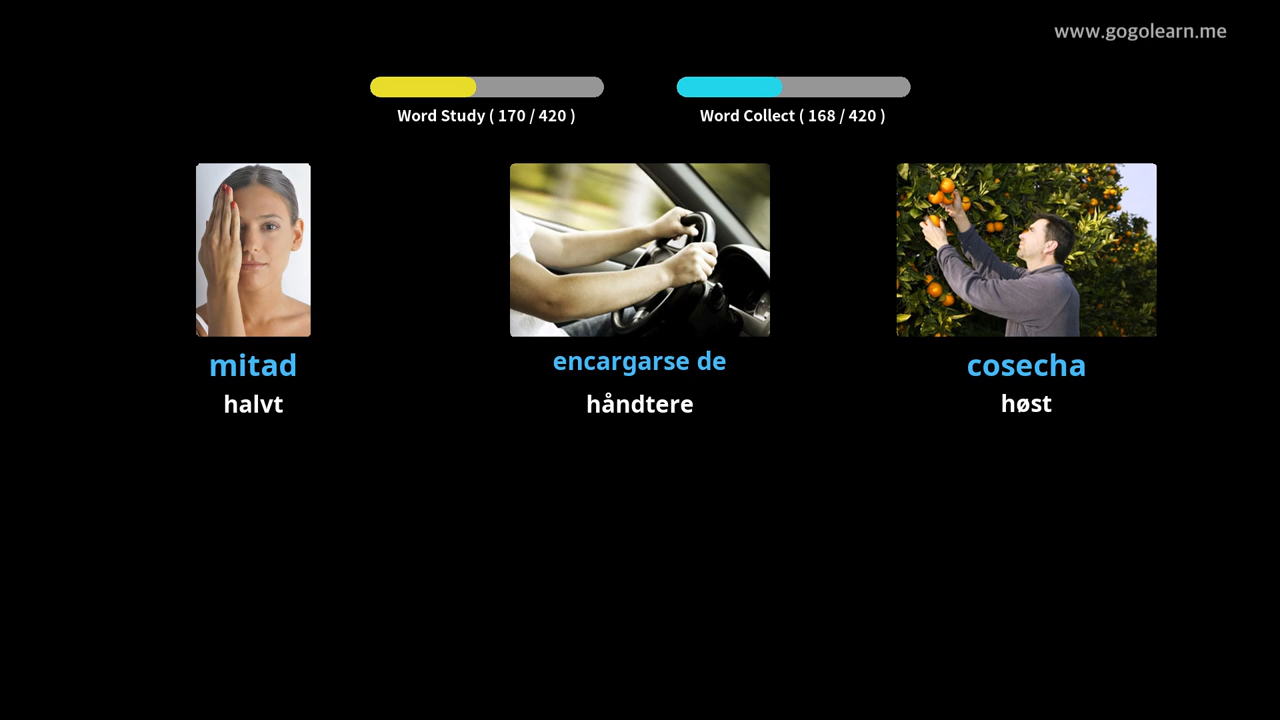 www.gogolearn.me
Word Study ( 170 / 420 )
Word Collect ( 168 / 420 )
mitad
encargarse de
cosecha
halvt
håndtere
høst